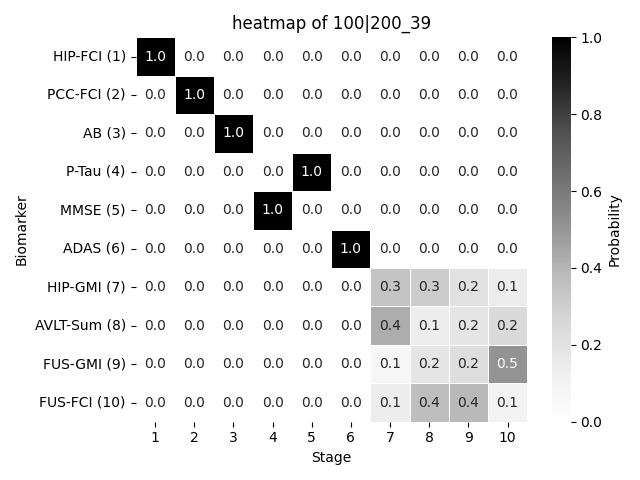 heatmap of 100|200_39
HIP-FCI (1) 1.0 0.0 0.0 0.0 0.0 0.0 0.0 0.0 0.0 0.0
PCC-FCI (2) 0.0 1.0 0.0 0.0 0.0 0.0 0.0 0.0 0.0 0.0
AB (3) 0.0 0.0 1.0 0.0 0.0 0.0 0.0 0.0 0.0 0.0
P-Tau (4) 0.0 0.0 0.0 0.0 1.0 0.0 0.0 0.0 0.0 0.0
MMSE (5) 0.0 0.0 0.0 1.0 0.0 0.0 0.0 0.0 0.0 0.0
ADAS (6) 0.0 0.0 0.0 0.0 0.0 1.0 0.0 0.0 0.0 0.0
HIP-GMI (7) 0.0 0.0 0.0 0.0 0.0 0.0 0.3 0.3 0.2 0.1
AVLT-Sum (8) 0.0 0.0 0.0 0.0 0.0 0.0 0.4 0.1 0.2 0.2
FUS-GMI (9) 0.0 0.0 0.0 0.0 0.0 0.0 0.1 0.2 0.2 0.5
FUS-FCI (10) 0.0 0.0 0.0 0.0 0.0 0.0 0.1 0.4 0.4 0.1
1 2 3 4 5 6 7 8 9 10
Stage
Biomarker
1.0
0.8
0.6
0.4
0.2
0.0
Probability